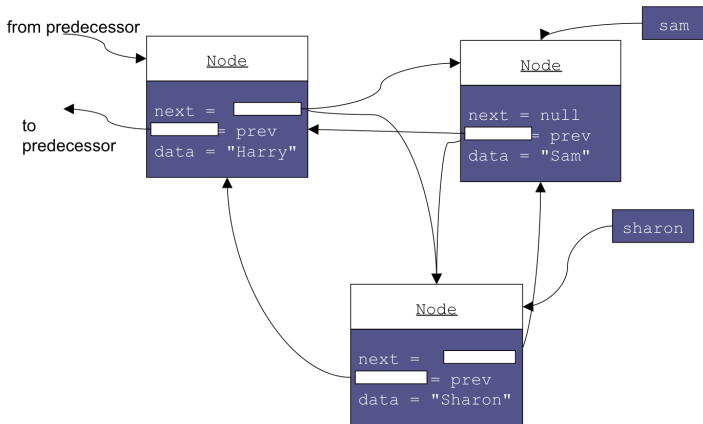 from predecessor
to
predecessor
Node
next =
= prev
data = "Harry"
sam
Node
next = null
= prev
data = "Sam"
sharon
Node
next =
= prev
data = "Sharon"